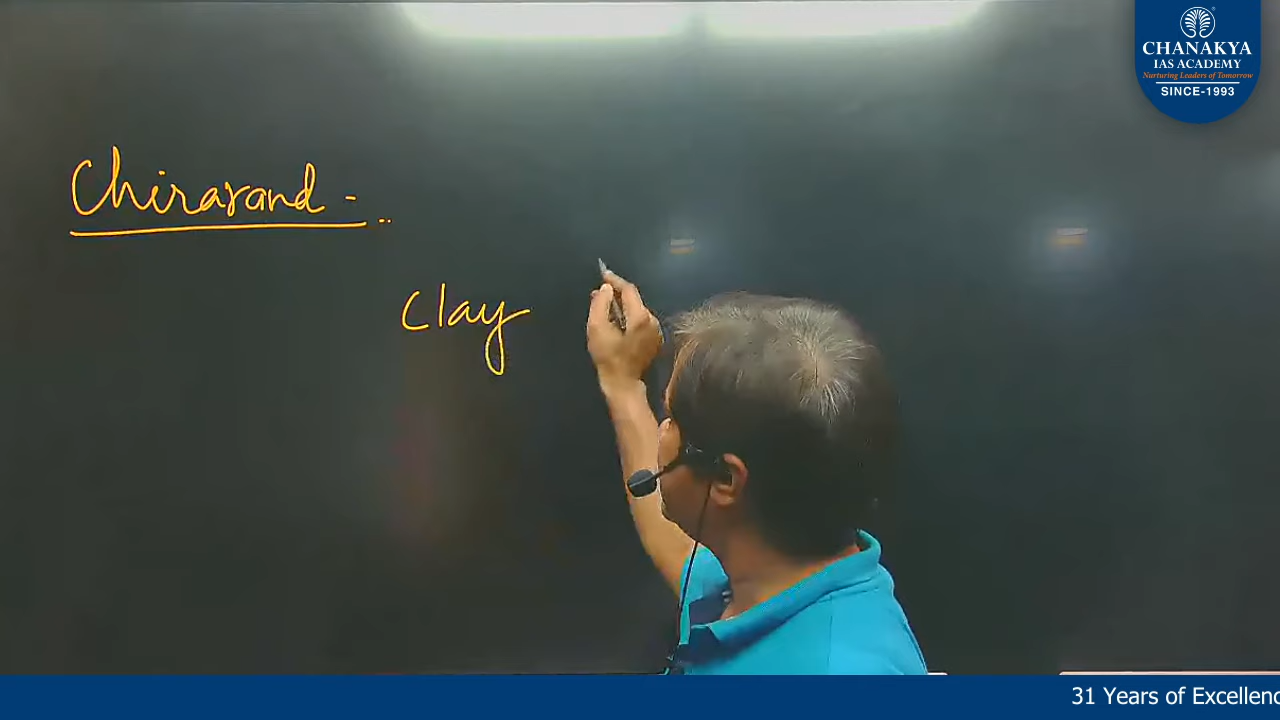 CHANAKYA
IAS ACADEMY
Nurturing Leaders of Tomorrow
SINCE-1993
Chirarand -
Clay
31 Years of Excellenc